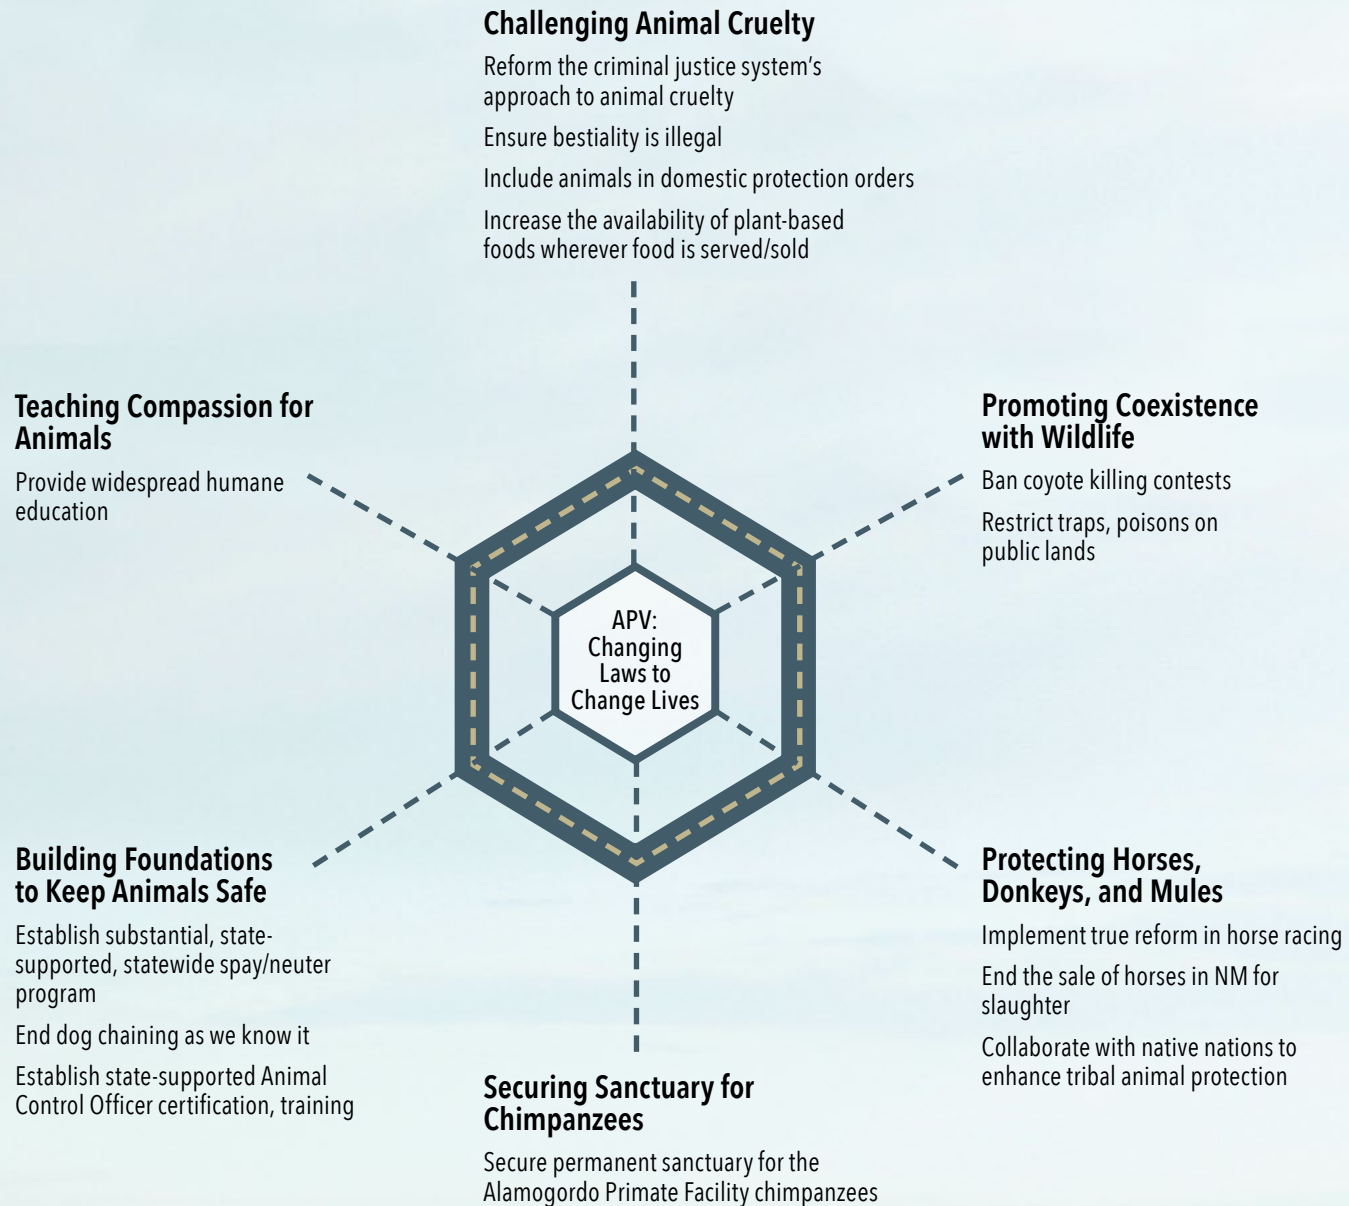 Challenging Animal Cruelty
Reform the criminal justice system's
approach to animal cruelty
Ensure bestiality is illegal
Include animals in domestic protection orders
Increase the availability of plant-based
foods wherever food is served/sold
Teaching Compassion for
Animals
Provide widespread humane
education
Promoting Coexistence
with Wildlife
Ban coyote killing contests
Restrict traps, poisons on
public lands
APV:
Changing
Laws to
Change Lives
Building Foundations
to Keep Animals Safe
Establish substantial, state-
supported, statewide spay/neuter
program
End dog chaining as we know it
Establish state-supported Animal
Control Officer certification, training
Protecting Horses,
Donkeys, and Mules
Implement true reform in horse racing
End the sale of horses in NM for
slaughter
Collaborate with native nations to
enhance tribal animal protection
Securing Sanctuary for
Chimpanzees
Secure permanent sanctuary for the
Alamogordo Primate Facility chimpanzees